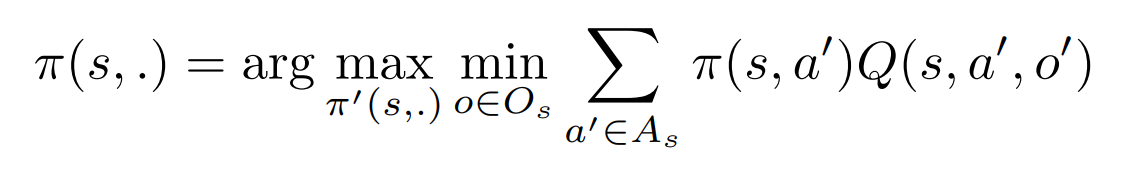 π(s, .) = arg max_{π′(s,.)} min_{o∈O_s} ∑_{a′∈A_s} π(s, a′)Q(s, a′, o′)